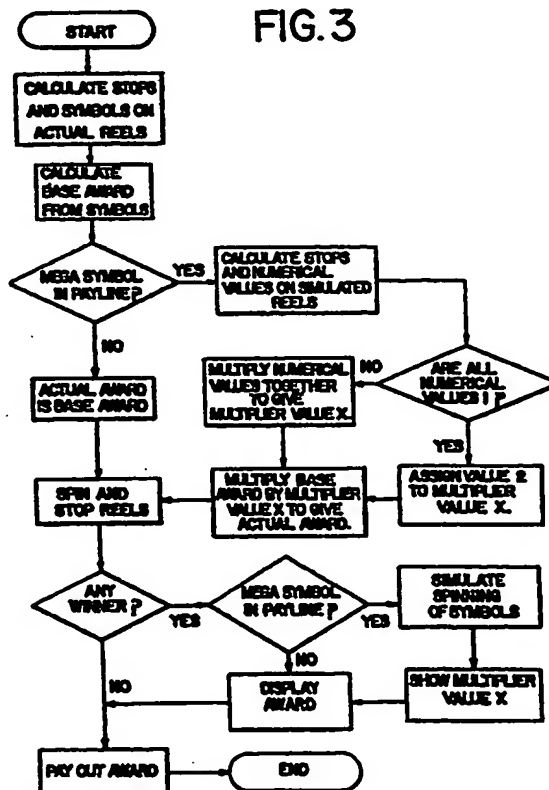 FIG.3
START
CALCULATE STOPS
AND SYMBOLS ON
ACTUAL REELS
CALCULATE
BASE AWARD
FROM SYMBOLS
MEGA SYMBOL
IN PAYLINE?
YES
CALCULATE STOPS
AND NUMERICAL
VALUES ON SIMULATED
REELS
NO
ARE ALL
NUMERICAL
VALUES 1?
NO
MULTIPLY NUMERICAL
VALUES TOGETHER
TO GIVE
MULTIPLIER VALUE X.
YES
ASSIGN VALUE 2
TO MULTIPLIER
VALUE X.
MULTIPLY BASE
AWARD BY MULTIPLIER
VALUE X TO GIVE
ACTUAL AWARD.
ACTUAL AWARD
IS BASE AWARD
SPIN AND
STOP REELS
ANY
WINNER?
YES
MEGA SYMBOL
IN PAYLINE?
YES
SIMULATE
SPINNING
OF SYMBOLS
SHOW MULTIPLIER
VALUE X
NO
DISPLAY
AWARD
NO
PAY OUT AWARD
END